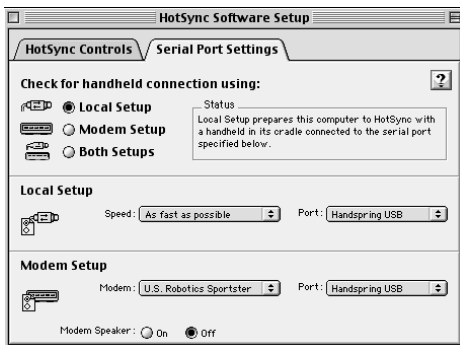 HotSync Software Setup
HotSync Controls Serial Port Settings
Check for handheld connection using:
?
Local Setup
Modem Setup
Both Setups
Status
Local Setup prepares this computer to HotSync with
a handheld in its cradle connected to the serial port
specified below.
Local Setup
Speed: As fast as possible Port: Handspring USB
Modem Setup
Modem: U.S. Robotics Sportster Port: Handspring USB
Modem Speaker: On Off